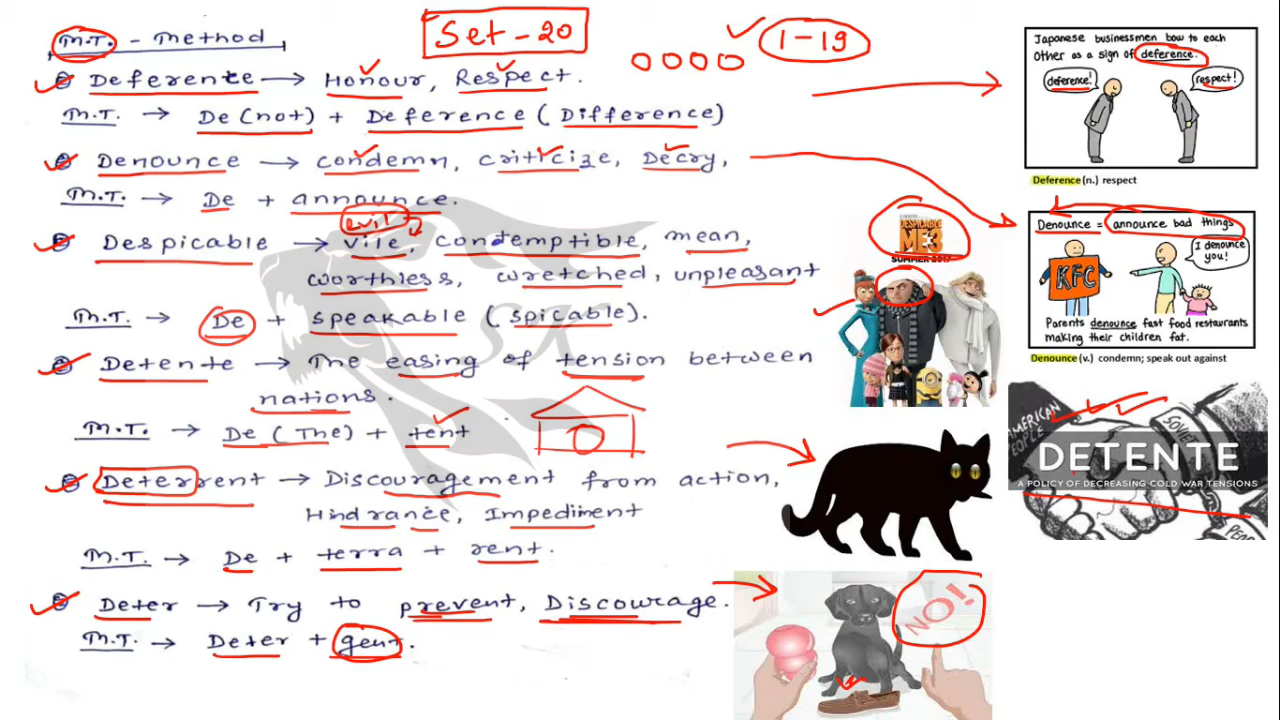 M.T. - Method
Set - 20
1-19
Deference → Honour, Respect.
M.T. → De(not) + Deference (Difference)
Denounce → condemn, criticize, Decry,
M.T. → De + announce.
evil
Despicable → vile contemptible, mean,
worthless, wretched, unpleasant
M.T. → De + speakable (spicable).
Detente → The easing of tension between
nations.
M.T. → De (The) + tent
Deterrent → Discouragement from action,
Hindrance, Impediment
M.T. → De + terra + rent.
Deter → Try to prevent, Discourage.
M.T. → Deter + gent.
SK
Japanese businessmen bow to each
other as a sign of deference.
deference!
respect!
Deference (n.) respect
Denounce = announce bad things
I denounce
you!
KFC
Parents denounce fast food restaurants
making their children fat.
Denounce (v.) condemn; speak out against
DESPICABLE
ME3
SUMMER 2017
AMERICAN
PEOPLE
SOVIET
DETENTE
A POLICY OF DECREASING COLD WAR TENSIONS
NO!